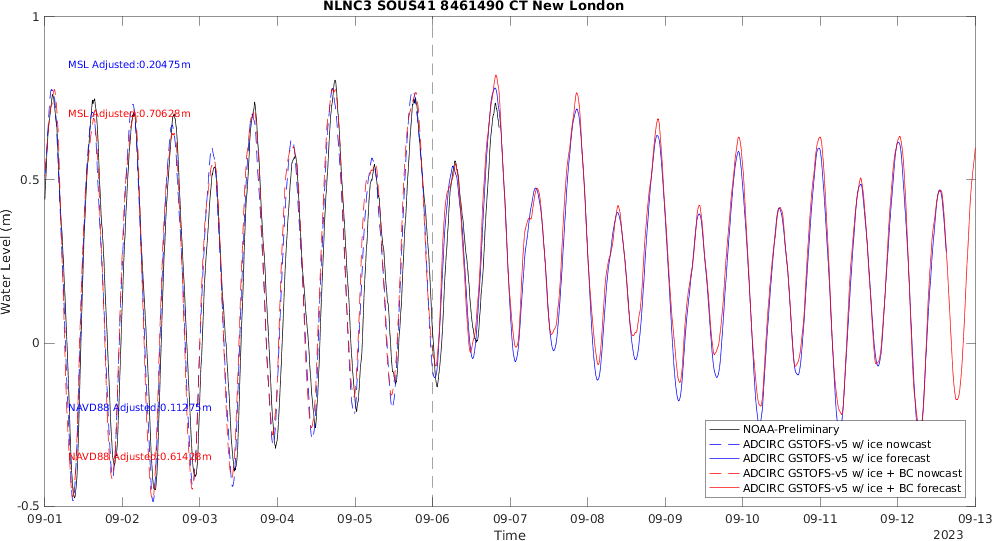 NLNC3 SOUS41 8461490 CT New London
1
0.5
0
-0.5
Water Level (m)
MSL Adjusted:0.20475m
MSL Adjusted:0.70628m
NAVD88 Adjusted:0.11275m
NAVD88 Adjusted:0.61428m
NOAA-Preliminary
ADCIRC GSTOFS-v5 w/ ice nowcast
ADCIRC GSTOFS-v5 w/ ice forecast
ADCIRC GSTOFS-v5 w/ ice + BC nowcast
ADCIRC GSTOFS-v5 w/ ice + BC forecast
09-01 09-02 09-03 09-04 09-05 09-06 09-07 09-08 09-09 09-10 09-11 09-12 09-13
Time
2023